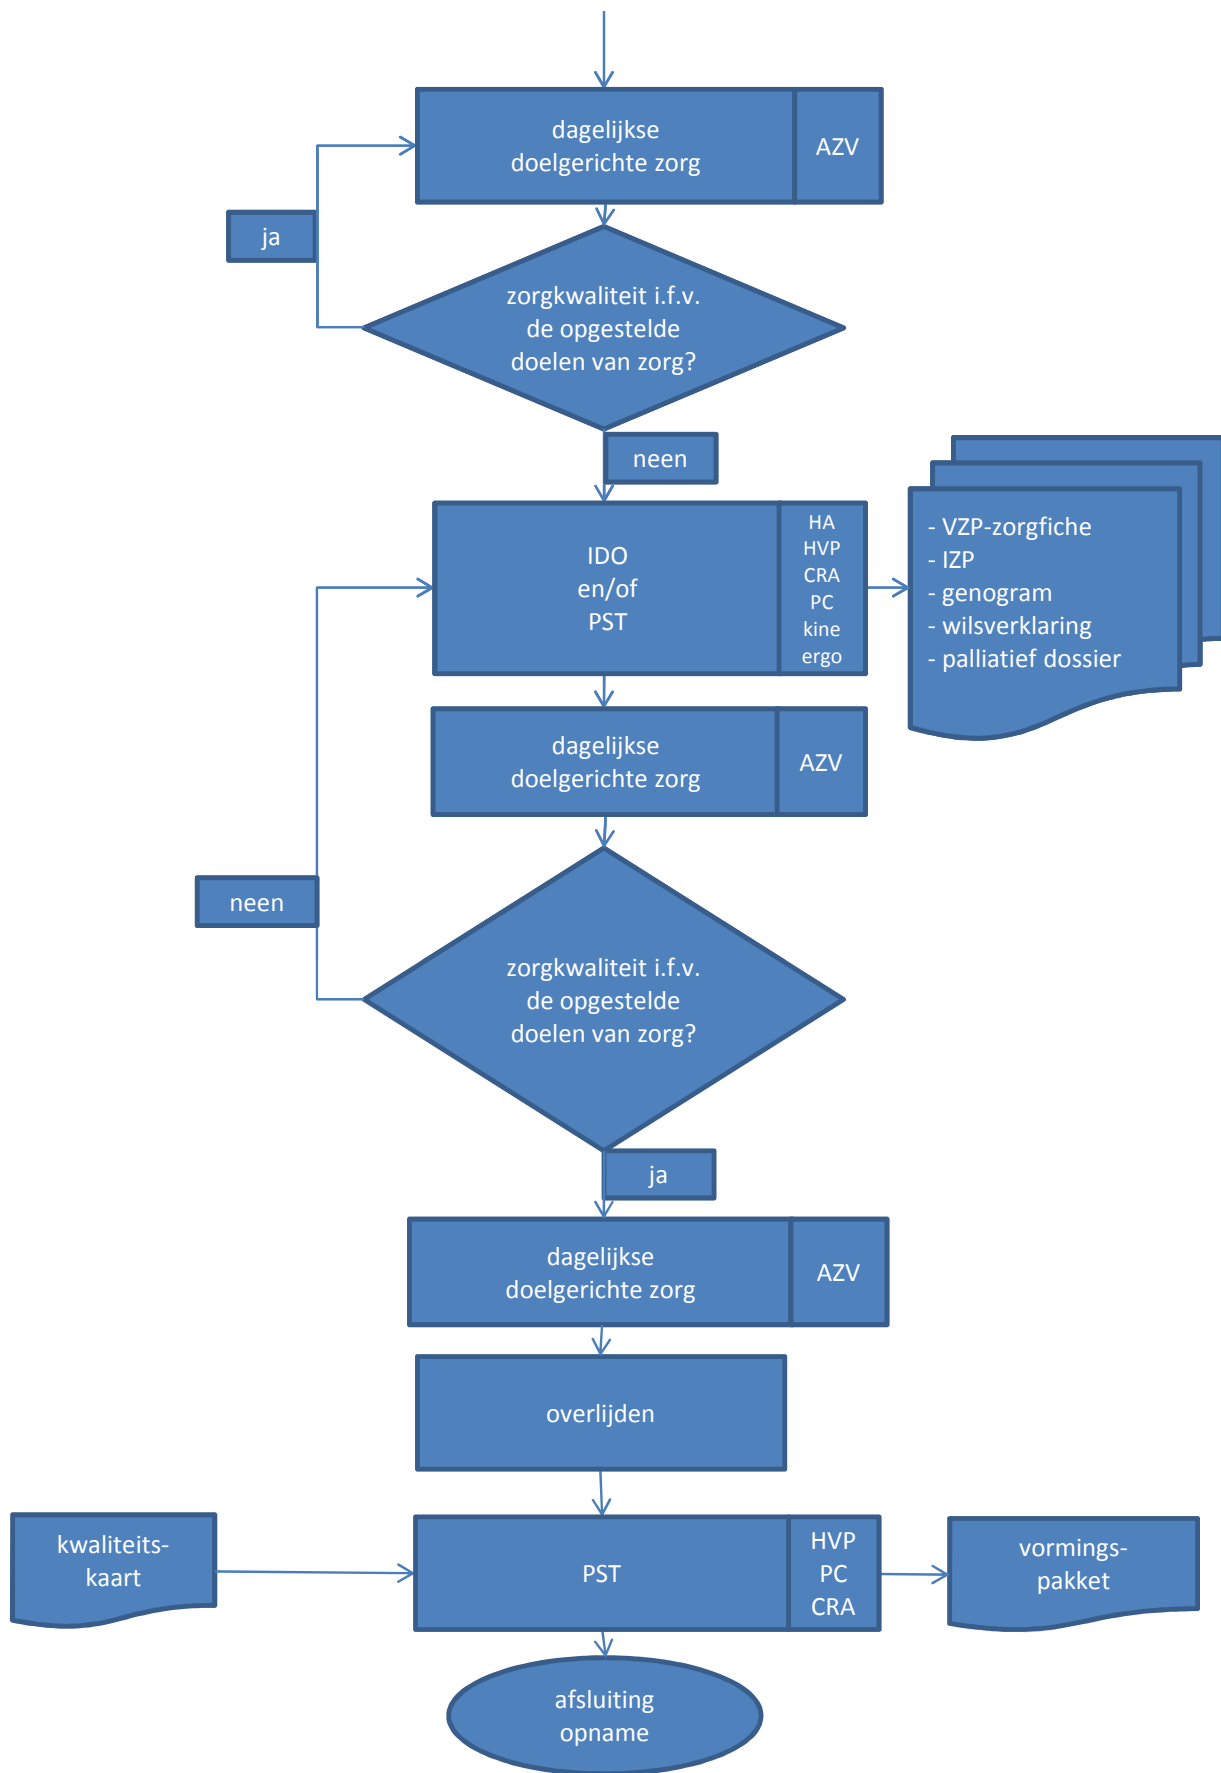 dagelijkse
doelgerichte zorg
AZV
ja
zorgkwaliteit i.f.v.
de opgestelde
doelen van zorg?
neen
IDO
en/of
PST
HA
HVP
CRA
PC
kine
ergo
- VZP-zorgfiche
- IZP
- genogram
- wilsverklaring
- palliatief dossier
dagelijkse
doelgerichte zorg
AZV
neen
zorgkwaliteit i.f.v.
de opgestelde
doelen van zorg?
ja
dagelijkse
doelgerichte zorg
AZV
overlijden
kwaliteits-
kaart
PST
HVP
PC
CRA
vormings-
pakket
afsluiting
opname